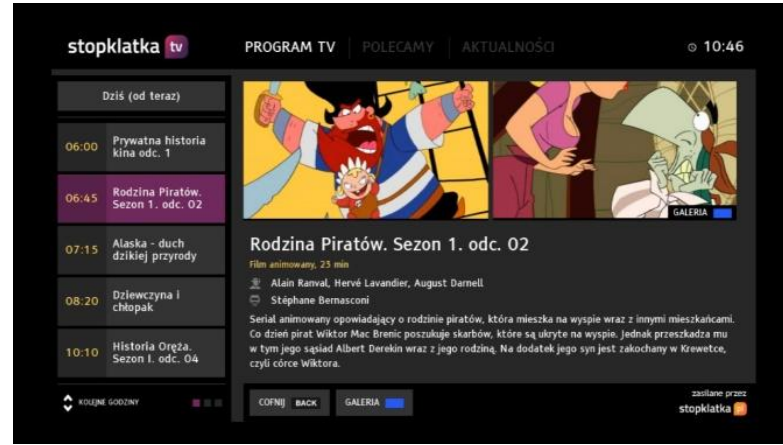 stopklatka tv
PROGRAM TV
POLECAMY
AKTUALNOŚCI
10:46
Dziś (od teraz)
06:00
Prywatna historia
kina odc. 1
06:45
Rodzina Piratów.
Sezon 1. odc. 02
07:15
Alaska - duch
dzikiej przyrody
08:20
Dziewczyna i
chłopak
10:10
Historia Oręża.
Sezon I. odc. 04
KOLEJNE GODZINY
GALERIA
Rodzina Piratów. Sezon 1. odc. 02
Film animowany, 23 min
Alain Ranval, Hervé Lavandier, August Darnell
Stéphane Bernasconi
Serial animowany opowiadający o rodzinie piratów, która mieszka na wyspie wraz z innymi mieszkańcami.
Co dzień pirat Wiktor Mac Brenic poszukuje skarbów, które są ukryte na wyspie. Jednak przeszkadza mu
w tym jego sąsiad Albert Derekin wraz z jego rodziną. Na dodatek jego syn jest zakochany w Krewetce,
czyli córce Wiktora.
COFNIJ BACK
GALERIA
zasilane przez
stopklatka pl